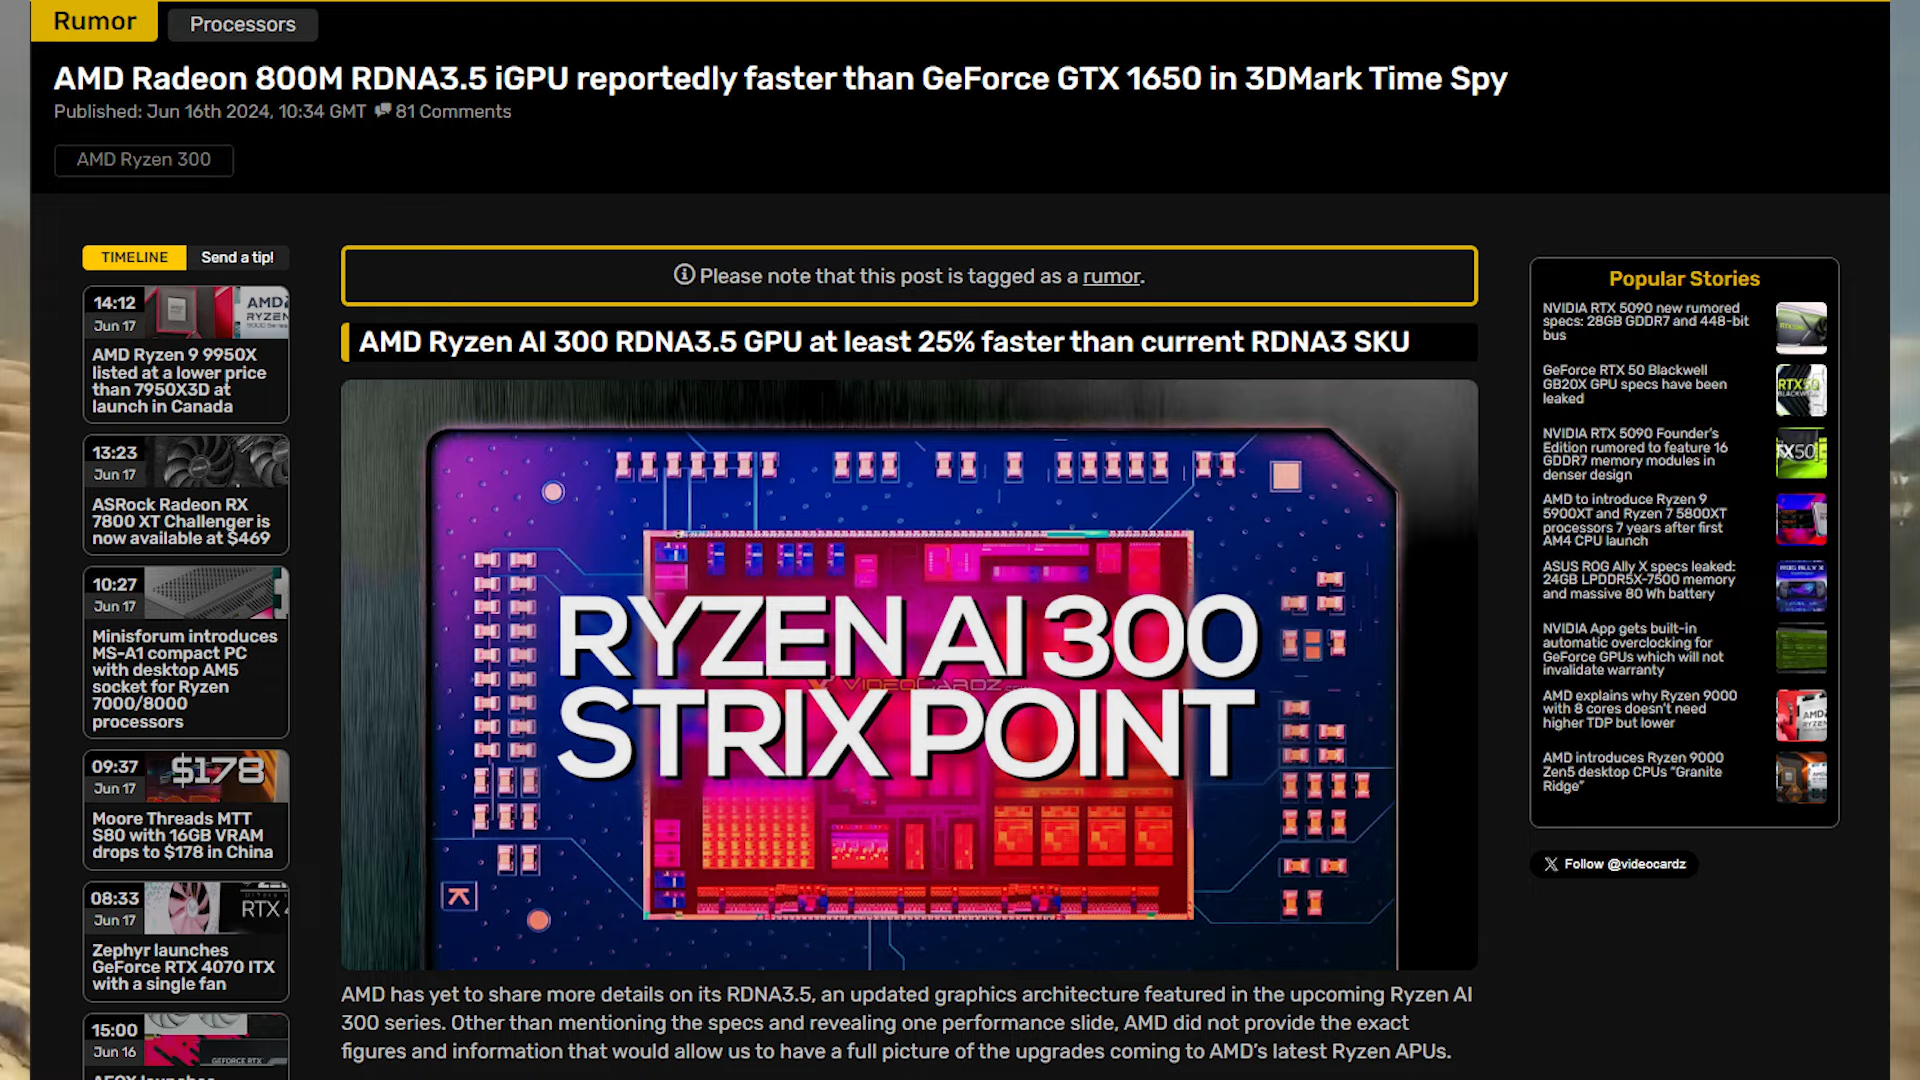 Rumor
Processors
AMD Radeon 800M RDNA3.5 iGPU reportedly faster than GeForce GTX 1650 in 3DMark Time Spy
Published: Jun 16th 2024, 10:34 GMT 81 Comments
AMD Ryzen 300
TIMELINE
Send a tip!
14:12
Jun 17
AMD
RYZEN
9000 Series
AMD Ryzen 9 9950X
listed at a lower price
than 7950X3D at
launch in Canada
13:23
Jun 17
ASRock Radeon RX
7800 XT Challenger is
now available at $469
10:27
Jun 17
Minisforum introduces
MS-A1 compact PC
with desktop AM5
socket for Ryzen
7000/8000
processors
09:37
Jun 17
$178
Moore Threads MTT
S80 with 16GB VRAM
drops to $178 in China
08:33
Jun 17
RTX
Zephyr launches
GeForce RTX 4070 ITX
with a single fan
15:00
Jun 16
GEFORCE RTX
Please note that this post is tagged as a rumor.
AMD Ryzen AI 300 RDNA3.5 GPU at least 25% faster than current RDNA3 SKU
RYZEN AI 300
VIDEOCARDZ.com
STRIX POINT
AMD has yet to share more details on its RDNA3.5, an updated graphics architecture featured in the upcoming Ryzen AI
300 series. Other than mentioning the specs and revealing one performance slide, AMD did not provide the exact
figures and information that would allow us to have a full picture of the upgrades coming to AMD's latest Ryzen APUs.
Popular Stories
NVIDIA RTX 5090 new rumored
specs: 28GB GDDR7 and 448-bit
bus
GeForce RTX 50 Blackwell
GB20X GPU specs have been
leaked
RTX50
NVIDIA RTX 5090 Founder's
Edition rumored to feature 16
GDDR7 memory modules in
denser design
TX50
AMD to introduce Ryzen 9
5900XT and Ryzen 7 5800XT
processors 7 years after first
AM4 CPU launch
ASUS ROG Ally X specs leaked:
24GB LPDDR5X-7500 memory
and massive 80 Wh battery
ROG ALLY X
NVIDIA App gets built-in
automatic overclocking for
GeForce GPUs which will not
invalidate warranty
AMD explains why Ryzen 9000
with 8 cores doesn't need
higher TDP but lower
AMD
RYZEN
AMD introduces Ryzen 9000
Zen5 desktop CPUs "Granite
Ridge"
Follow @videocardz